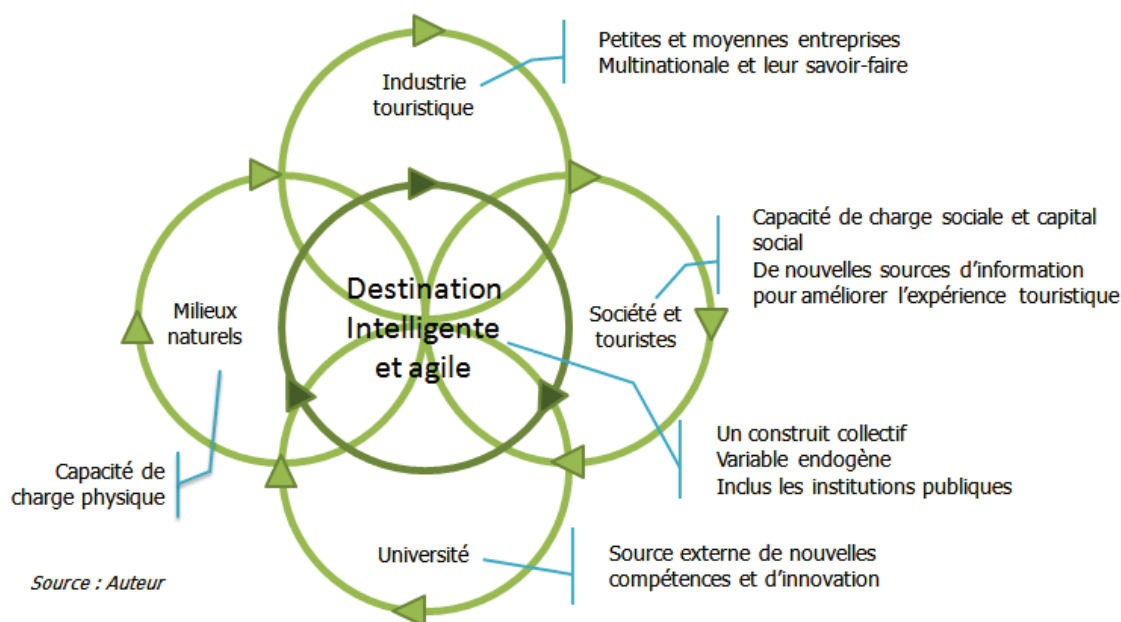 Petites et moyennes entreprises
Multinationale et leur savoir-faire
Industrie
touristique
Capacité de charge sociale et capital
social
De nouvelles sources d'information
pour améliorer l'expérience touristique
Milieux
naturels
Destination
Intelligente
et agile
Société et
touristes
Un construit collectif
Variable endogène
Inclus les institutions publiques
Capacité de
charge physique
Université
Source externe de nouvelles
compétences et d'innovation
Source : Auteur